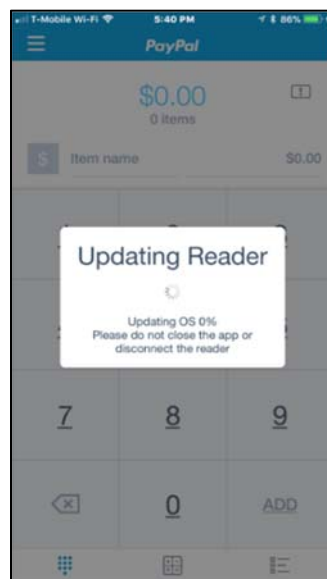 T-Mobile Wi-Fi 5:40 PM 86%
PayPal
$0.00
0 items
$ Item name $0.00
Updating Reader
Updating OS 0%
Please do not close the app or
disconnect the reader
7 8 9
0 ADD